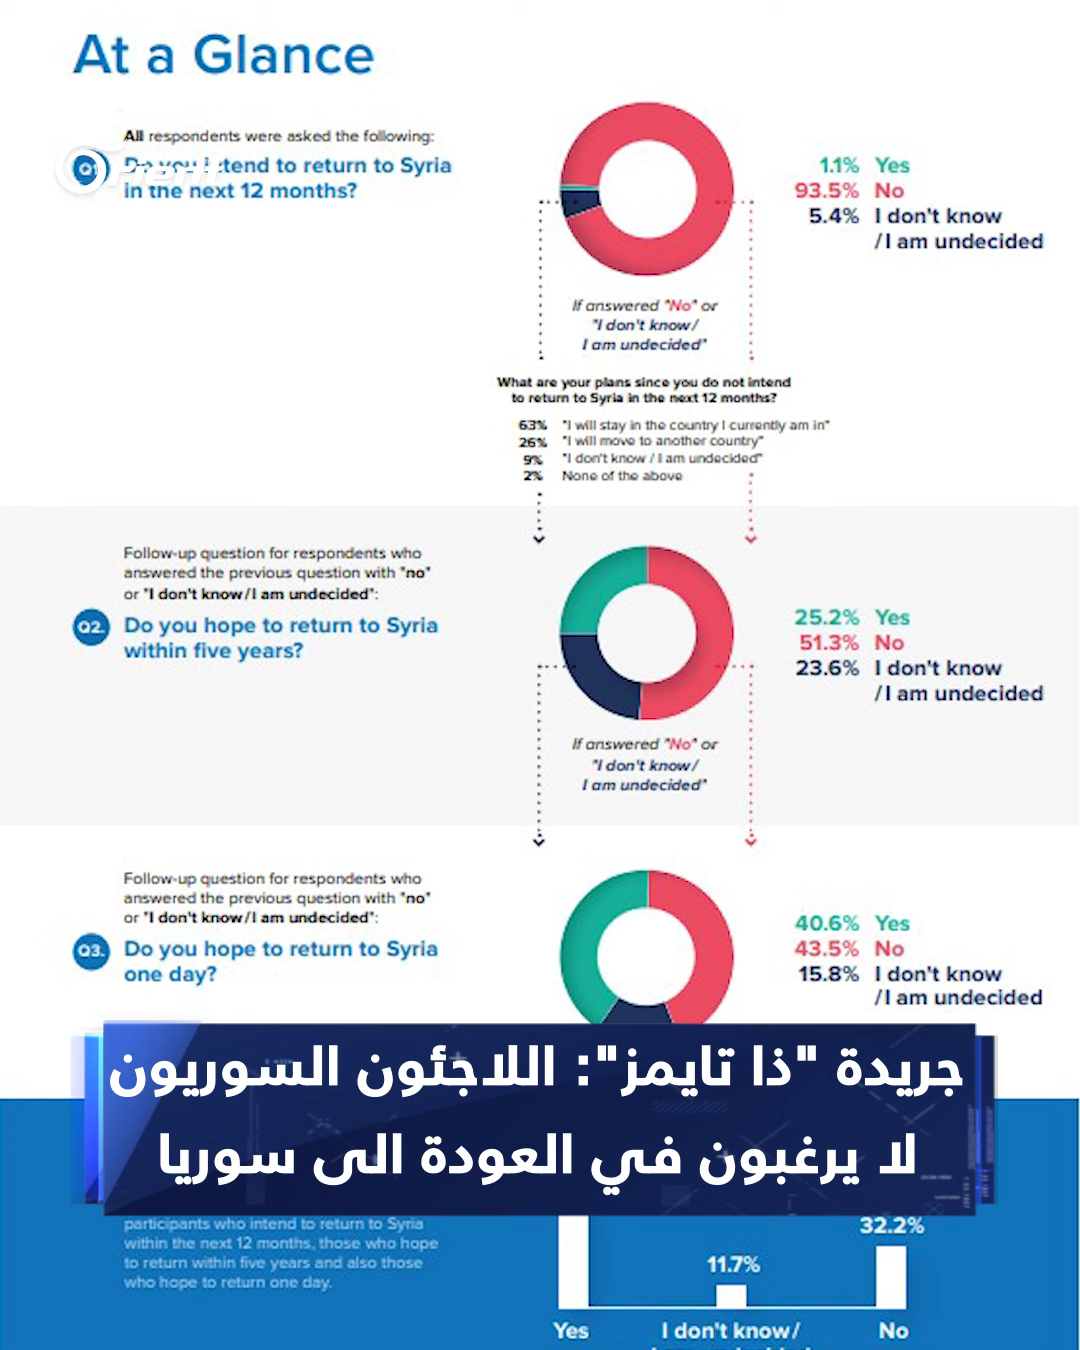 At a Glance
All respondents were asked the following:
Q1.
Do you intend to return to Syria
in the next 12 months?
Orient
1.1% Yes
93.5% No
5.4% I don't know
/I am undecided
If answered "No" or
"I don't know/
I am undecided"
What are your plans since you do not intend
to return to Syria in the next 12 months?
63% "I will stay in the country I currently am in"
26% "I will move to another country"
9% "I don't know / I am undecided"
2% None of the above
Follow-up question for respondents who
answered the previous question with "no"
or "I don't know/I am undecided":
Q2.
Do you hope to return to Syria
within five years?
25.2% Yes
51.3% No
23.6% I don't know
/I am undecided
If answered "No" or
"I don't know/
I am undecided"
Follow-up question for respondents who
answered the previous question with "no"
or "I don't know/I am undecided":
Q3.
Do you hope to return to Syria
one day?
40.6% Yes
43.5% No
15.8% I don't know
/I am undecided
جريدة "ذا تايمز": اللاجئون السوريون
لا يرغبون في العودة الى سوريا
participants who intend to return to Syria
within the next 12 months, those who hope
to return within five years and also those
who hope to return one day.
32.2%
11.7%
Yes
I don't know/
No